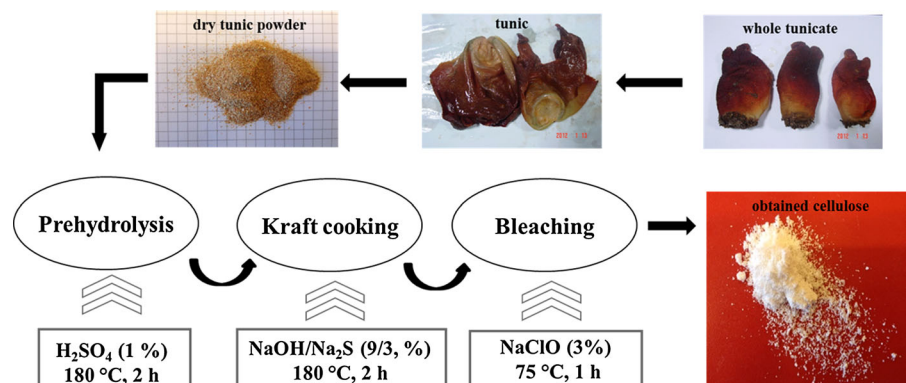 dry tunic powder
tunic
whole tunicate
2012 1 13
2012 1 13
Prehydrolysis
Kraft cooking
Bleaching
obtained cellulose
H₂SO₄ (1 %)
180 °C, 2 h
NaOH/Na₂S (9/3, %)
180 °C, 2 h
NaClO (3%)
75 °C, 1 h